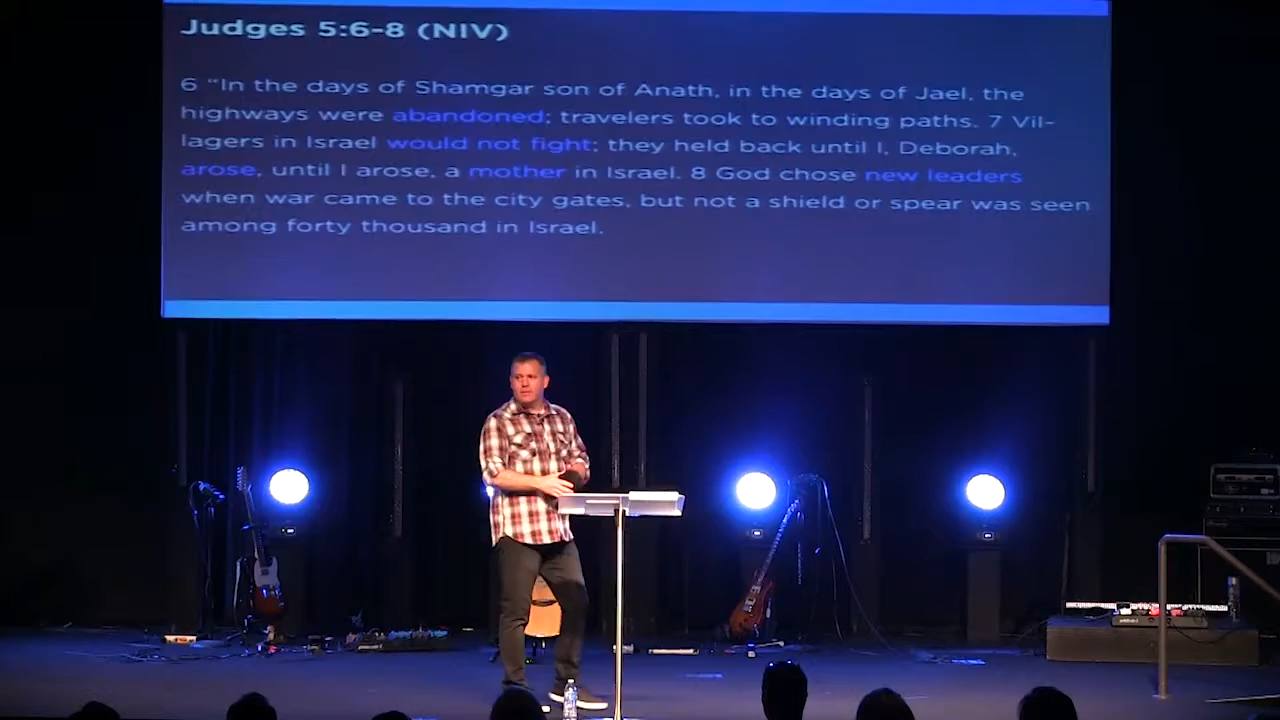 Judges 5:6-8 (NIV)
6 “In the days of Shamgar son of Anath, in the days of Jael, the
highways were abandoned; travelers took to winding paths. 7 Vil-
lagers in Israel would not fight; they held back until I, Deborah,
arose, until I arose, a mother in Israel. 8 God chose new leaders
when war came to the city gates, but not a shield or spear was seen
among forty thousand in Israel.